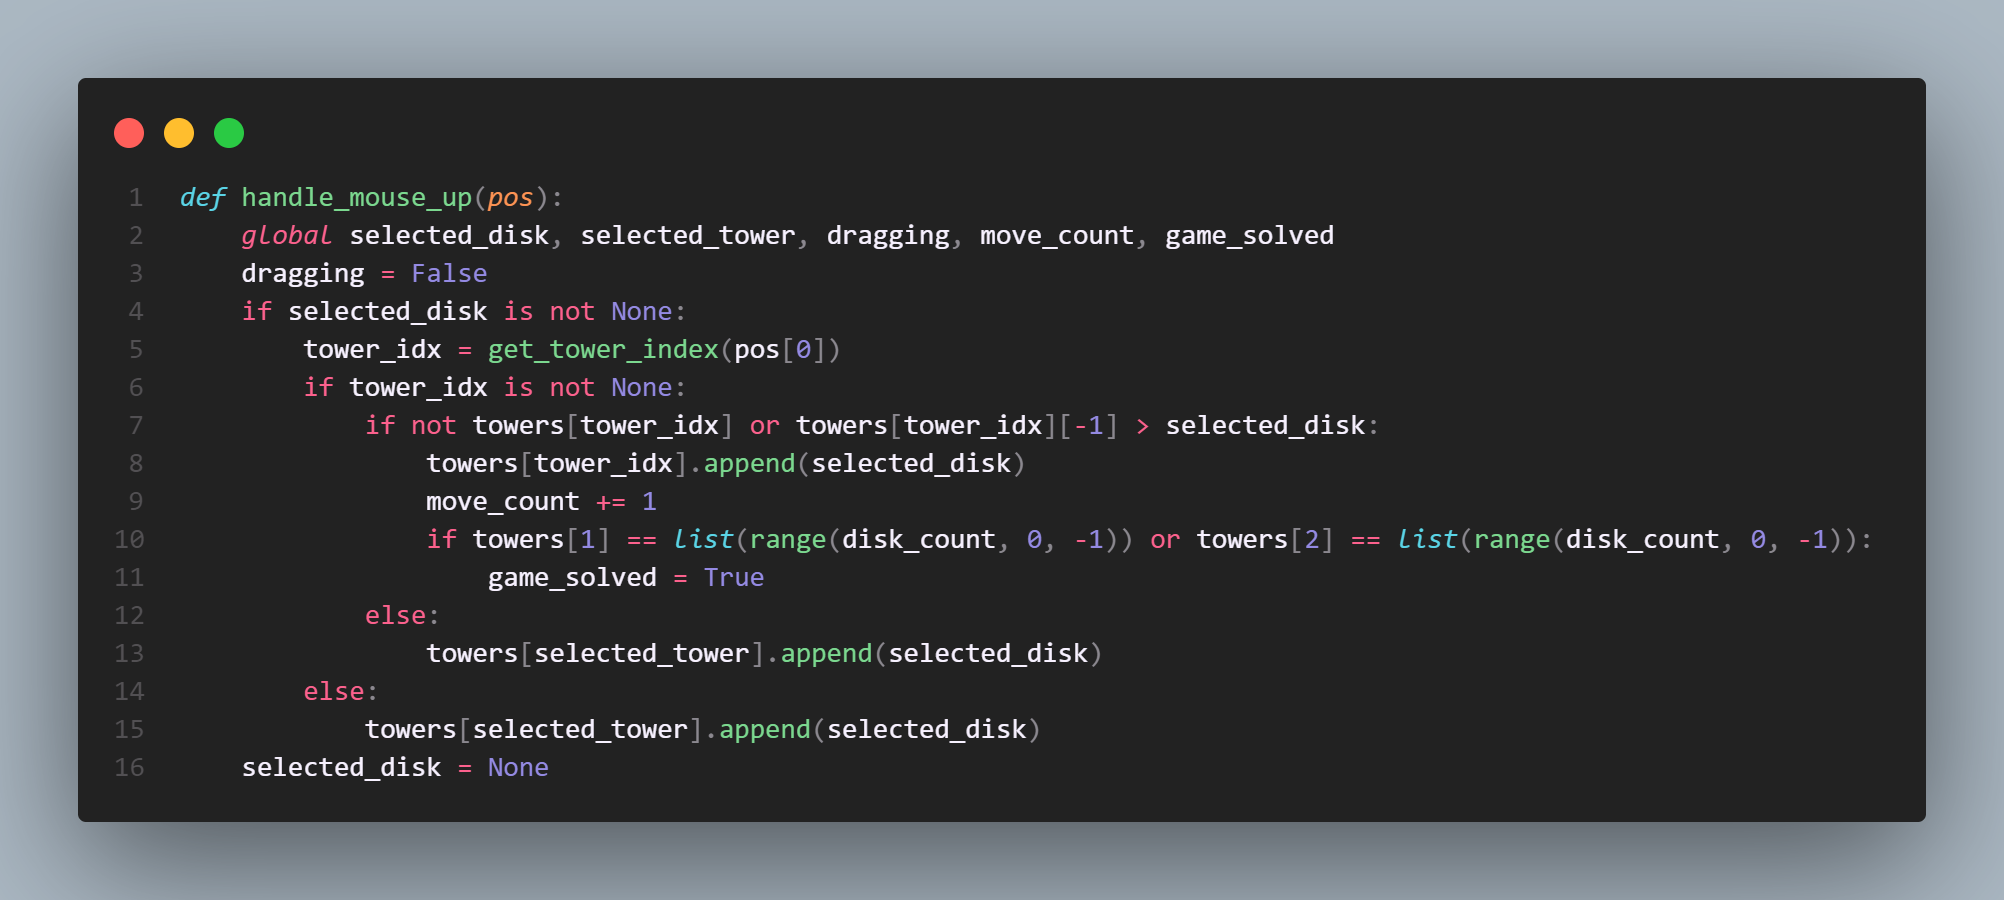 1 def handle_mouse_up(pos):
2     global selected_disk, selected_tower, dragging, move_count, game_solved
3     dragging = False
4     if selected_disk is not None:
5         tower_idx = get_tower_index(pos[0])
6         if tower_idx is not None:
7             if not towers[tower_idx] or towers[tower_idx][-1] > selected_disk:
8                 towers[tower_idx].append(selected_disk)
9                 move_count += 1
10                 if towers[1] == list(range(disk_count, 0, -1)) or towers[2] == list(range(disk_count, 0, -1)):
11                     game_solved = True
12             else:
13                 towers[selected_tower].append(selected_disk)
14         else:
15             towers[selected_tower].append(selected_disk)
16     selected_disk = None